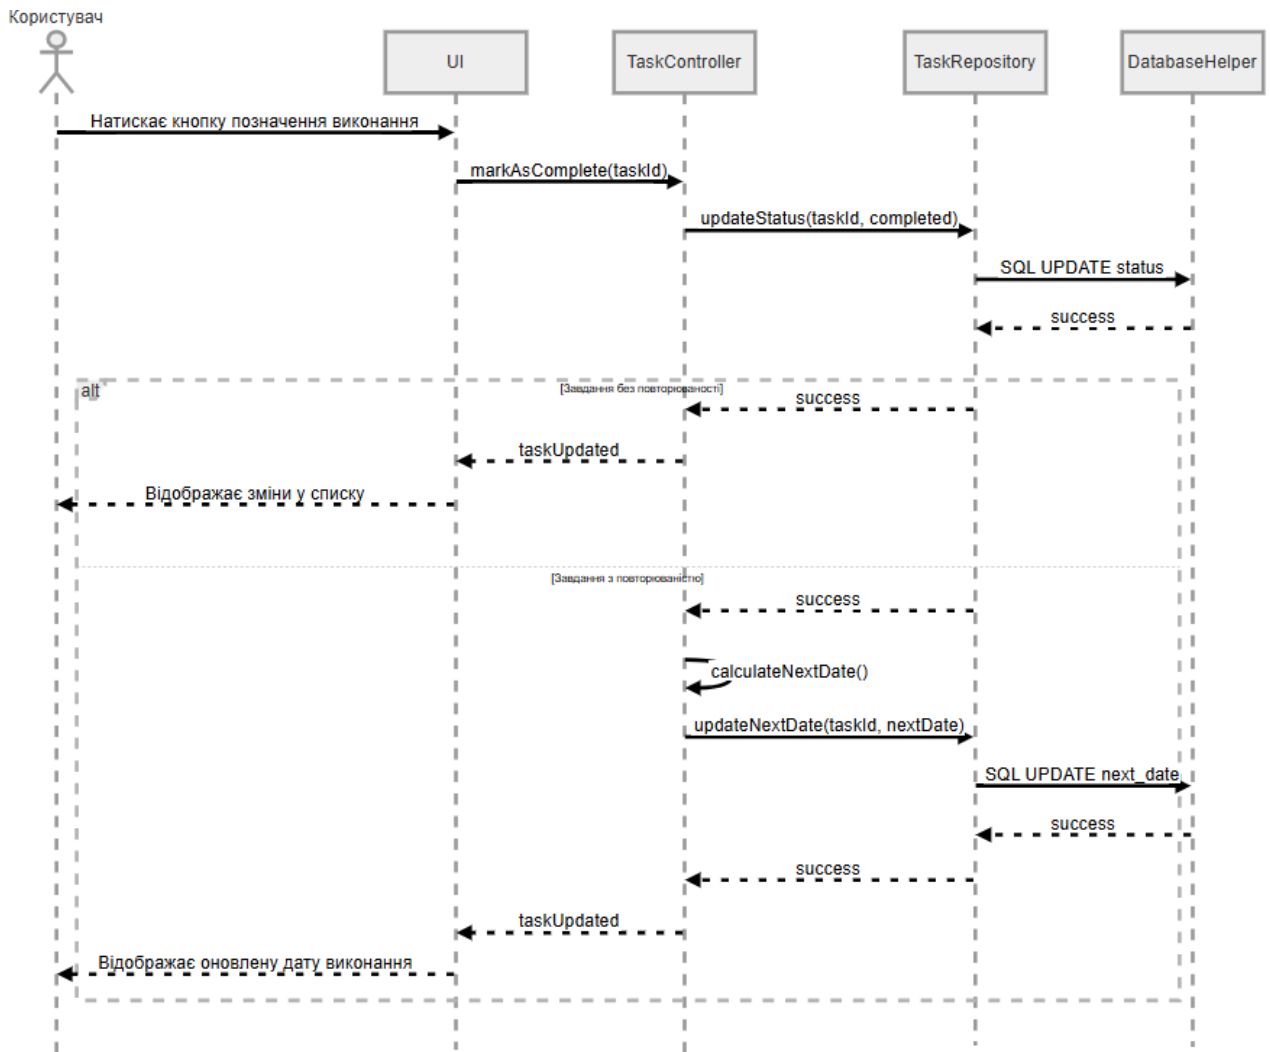 Користувач
UI
TaskController
TaskRepository
DatabaseHelper
Натискає кнопку позначення виконання
markAsComplete(taskId)
updateStatus(taskId, completed)
SQL UPDATE status
success
alt
[Завдання без повторюваності]
success
taskUpdated
Відображає зміни у списку
[Завдання з повторюваністю]
success
calculateNextDate()
updateNextDate(taskId, nextDate)
SQL UPDATE next_date
success
success
taskUpdated
Відображає оновлену дату виконання